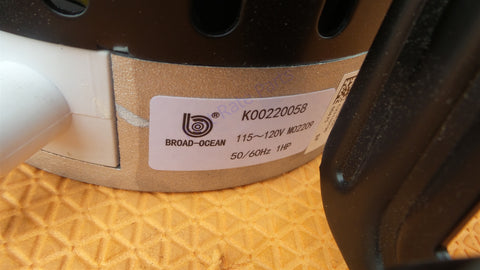 K00220058
115～120V M0220P
BROAD-OCEAN
50/60Hz 1HP